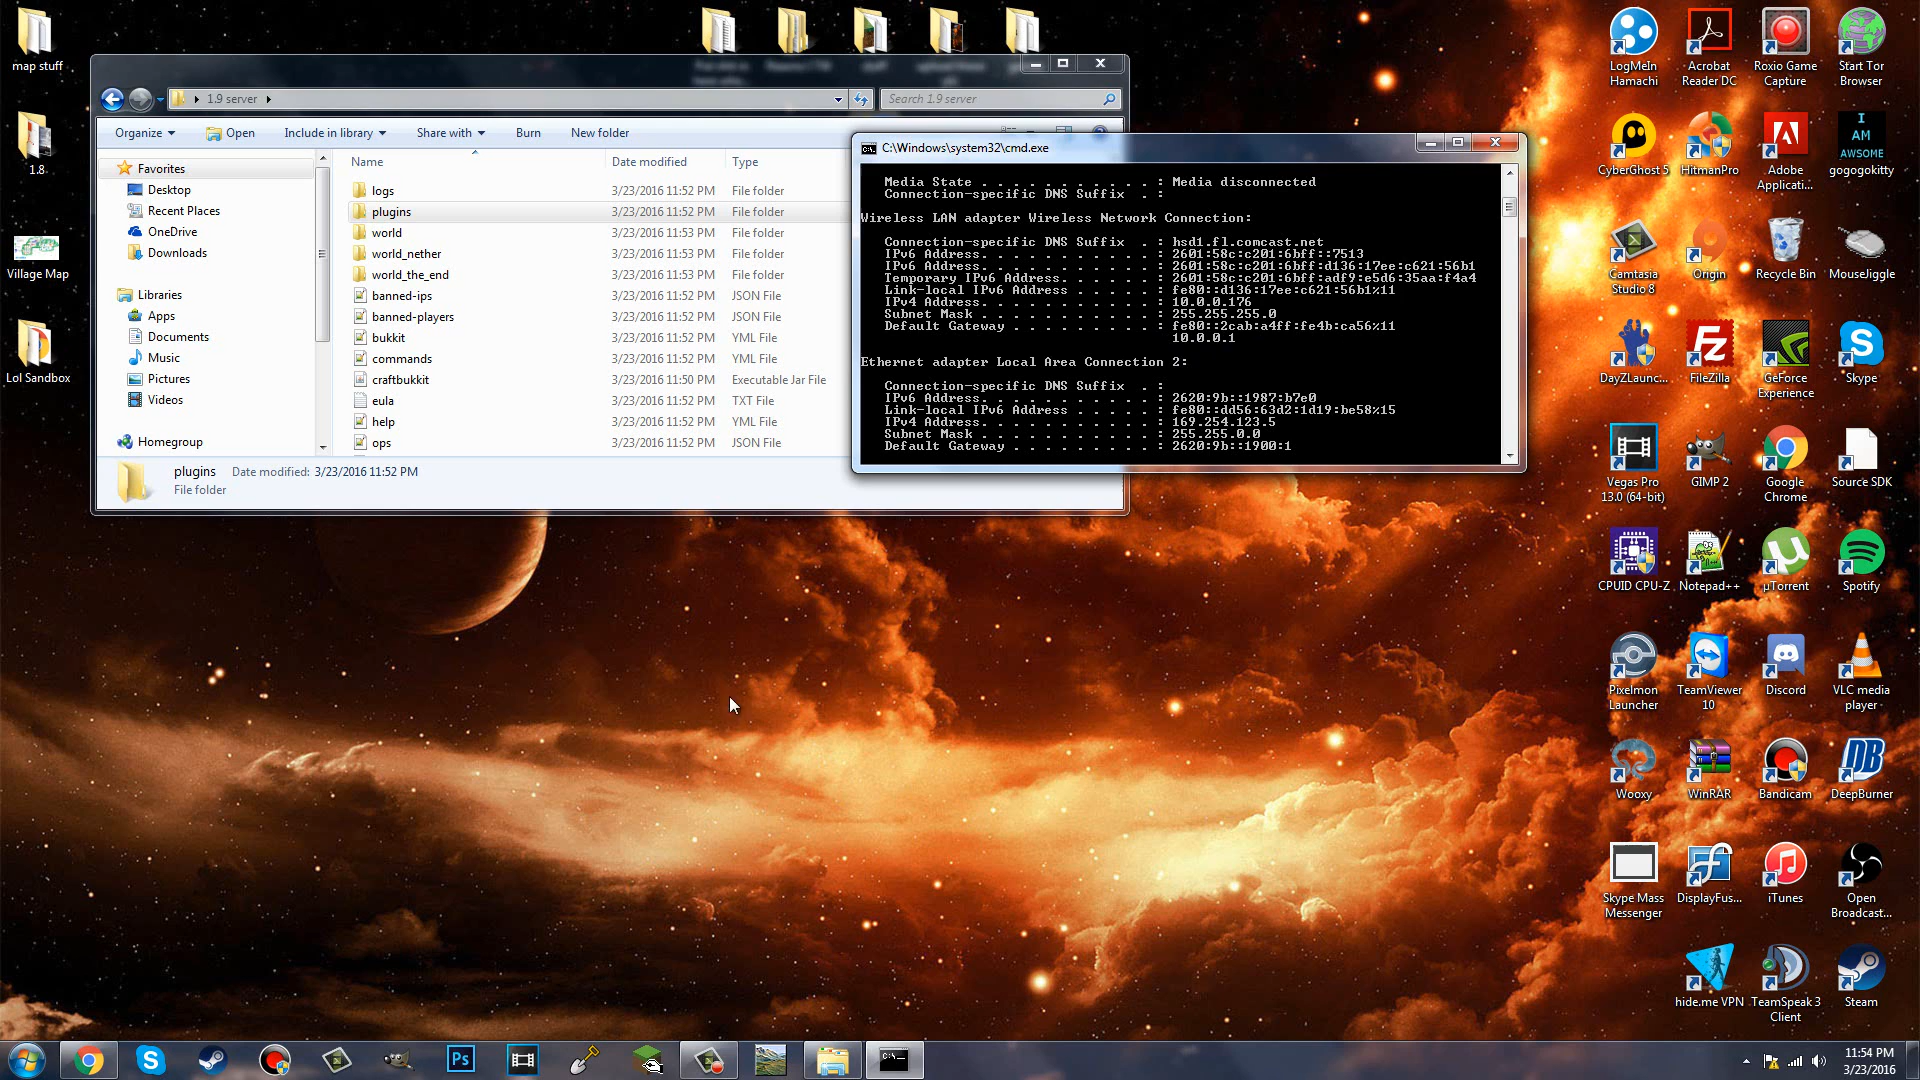 map stuff
1.8
Village Map
Lol Sandbox
1.9 server
Search 1.9 server
Organize
Open
Include in library
Share with
Burn
New folder
Favorites
Desktop
Recent Places
OneDrive
Downloads
Libraries
Apps
Documents
Music
Pictures
Videos
Homegroup
Name Date modified Type
logs 3/23/2016 11:52 PM File folder
plugins 3/23/2016 11:52 PM File folder
world 3/23/2016 11:53 PM File folder
world_nether 3/23/2016 11:53 PM File folder
world_the_end 3/23/2016 11:53 PM File folder
banned-ips 3/23/2016 11:52 PM JSON File
banned-players 3/23/2016 11:52 PM JSON File
bukkit 3/23/2016 11:52 PM YML File
commands 3/23/2016 11:52 PM YML File
craftbukkit 3/23/2016 11:50 PM Executable Jar File
eula 3/23/2016 11:52 PM TXT File
help 3/23/2016 11:52 PM YML File
ops 3/23/2016 11:52 PM JSON File
plugins Date modified: 3/23/2016 11:52 PM
File folder
C:\Windows\system32\cmd.exe
Media State . . . . . . . . . . . : Media disconnected
Connection-specific DNS Suffix  . :
Wireless LAN adapter Wireless Network Connection:
Connection-specific DNS Suffix  . : hsd1.fl.comcast.net
IPv6 Address. . . . . . . . . . . : 2601:58c:c201:6bff::7513
IPv6 Address. . . . . . . . . . . : 2601:58c:c201:6bff:d136:17ee:c621:56b1
Temporary IPv6 Address. . . . . . : 2601:58c:c201:6bff:adf9:e5d6:35aa:f4a4
Link-local IPv6 Address . . . . . : fe80::d136:17ee:c621:56b1%11
IPv4 Address. . . . . . . . . . . : 10.0.0.176
Subnet Mask . . . . . . . . . . . : 255.255.255.0
Default Gateway . . . . . . . . . : fe80::2cab:a4ff:fe4b:ca56%11
10.0.0.1
Ethernet adapter Local Area Connection 2:
Connection-specific DNS Suffix  . :
IPv6 Address. . . . . . . . . . . : 2620:9b::1987:b7e0
Link-local IPv6 Address . . . . . : fe80::dd56:63d2:1d19:be58%15
IPv4 Address. . . . . . . . . . . : 169.254.123.5
Subnet Mask . . . . . . . . . . . : 255.255.0.0
Default Gateway . . . . . . . . . : 2620:9b::1900:1
LogMeIn Hamachi
Acrobat Reader DC
Roxio Game Capture
Start Tor Browser
I AM AWSOME
CyberGhost 5
HitmanPro
Adobe Applicati...
gogogokitty
Camtasia Studio 8
Origin
Recycle Bin
MouseJiggle
DayZLaunc...
FileZilla
GeForce Experience
Skype
Vegas Pro 13.0 (64-bit)
GIMP 2
Google Chrome
Source SDK
CPUID CPU-Z
Notepad++
µTorrent
Spotify
Pixelmon Launcher
TeamViewer 10
Discord
VLC media player
Wooxy
WinRAR
Bandicam
DeepBurner
Skype Mass Messenger
DisplayFus...
iTunes
Open Broadcast...
hide.me VPN
TeamSpeak 3 Client
Steam
Ps
11:54 PM
3/23/2016